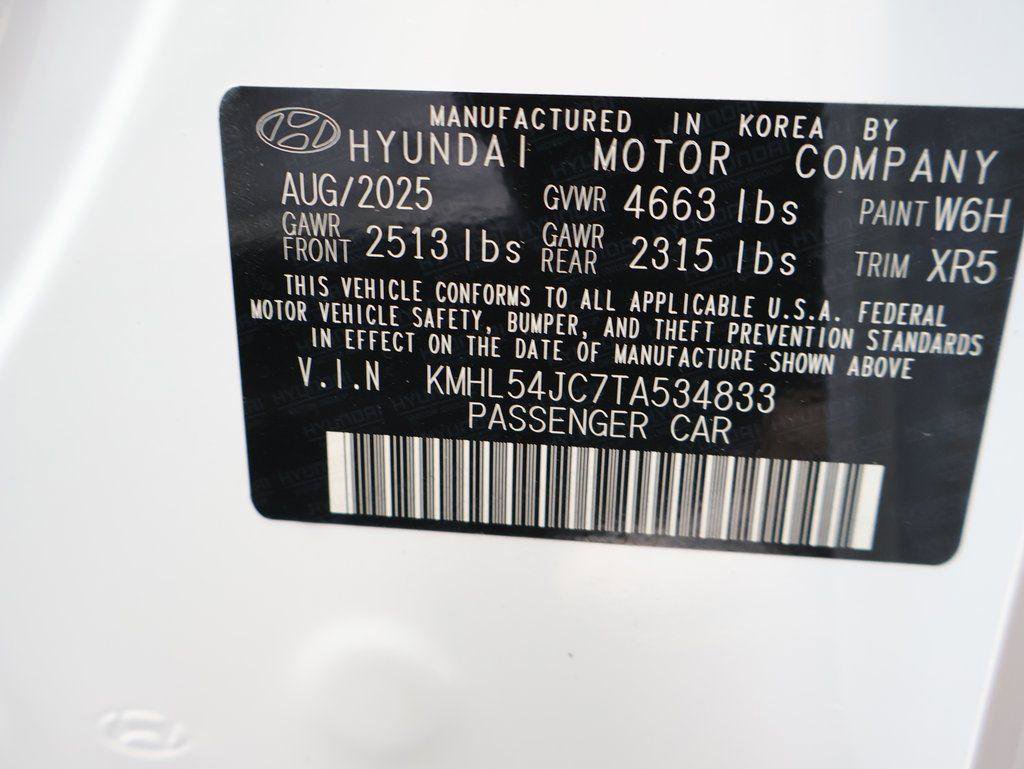 MANUFACTURED IN KOREA BY
HYUNDAI MOTOR COMPANY
AUG/2025 GVWR 4663 lbs PAINT W6H
GAWR FRONT 2513 lbs GAWR REAR 2315 lbs TRIM XR5
THIS VEHICLE CONFORMS TO ALL APPLICABLE U.S.A. FEDERAL
MOTOR VEHICLE SAFETY, BUMPER, AND THEFT PREVENTION STANDARDS
IN EFFECT ON THE DATE OF MANUFACTURE SHOWN ABOVE
V.I.N KMHL54JC7TA534833
PASSENGER CAR